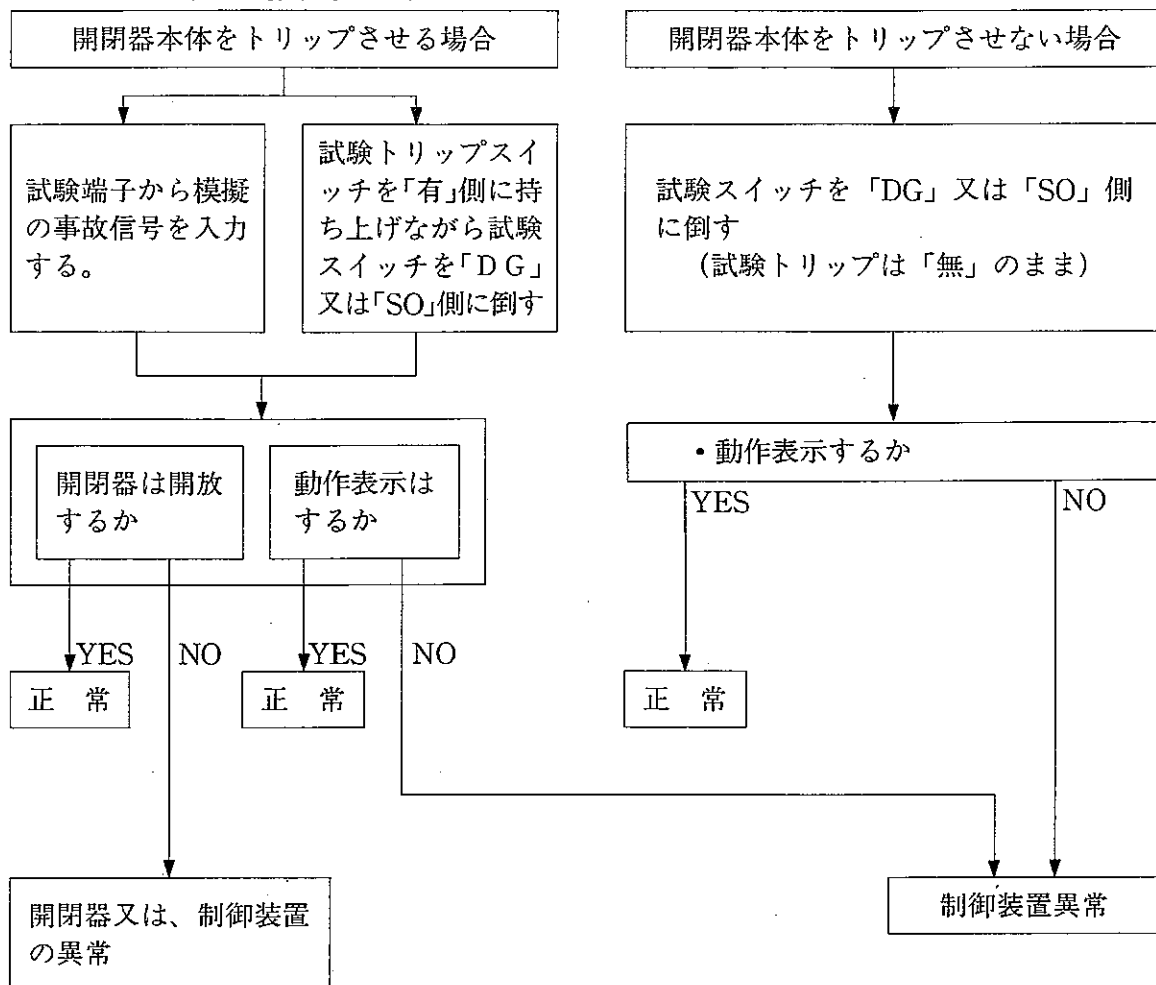 開閉器本体をトリップさせる場合
試験端子から模擬
の事故信号を入力
する。
試験トリップスイ
ッチを｢有｣側に持
ち上げながら試験
スイッチを｢ＤＧ｣
又は｢SO｣側に倒す
開閉器は開放
するか
動作表示は
するか
YES
NO
YES
NO
正　常
正　常
開閉器又は、制御装置
の異常
開閉器本体をトリップさせない場合
試験スイッチを「DG」又は「SO」側
に倒す
（試験トリップは「無」のまま）
・動作表示するか
YES
NO
正　常
制御装置異常